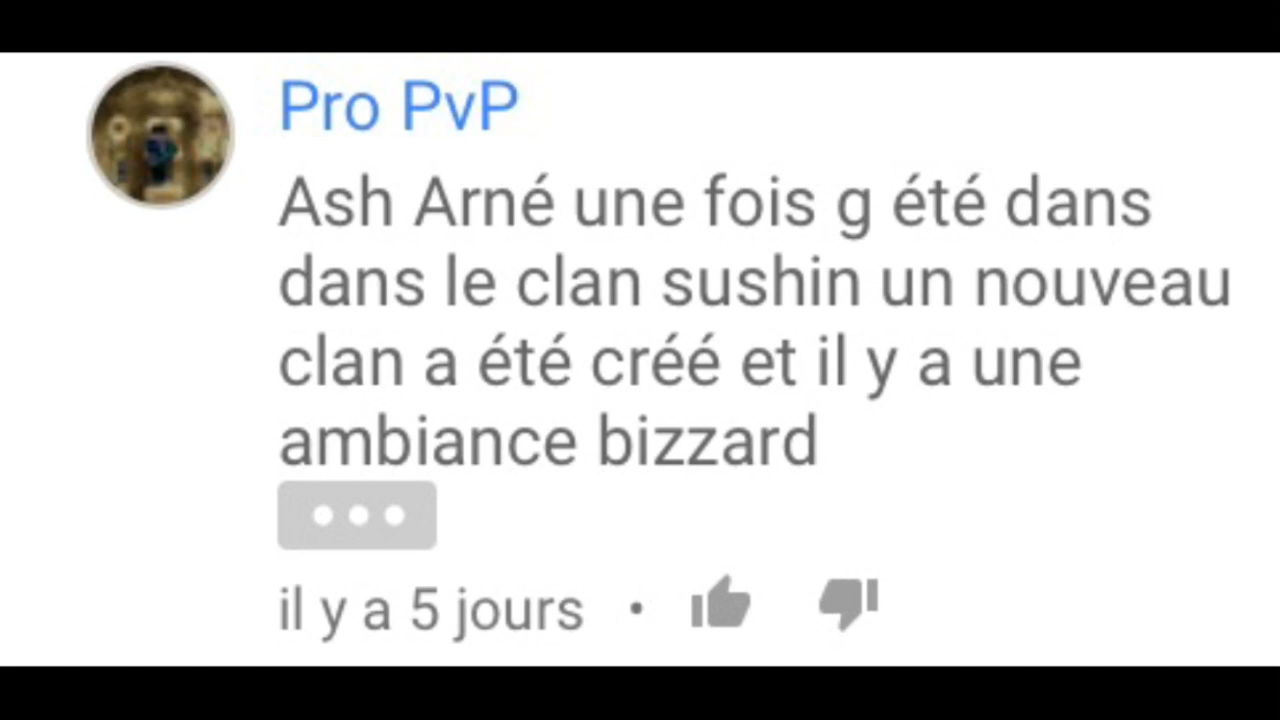 Pro PvP
Ash Arné une fois g été dans
dans le clan sushin un nouveau
clan a été créé et il y a une
ambiance bizzard
il y a 5 jours •